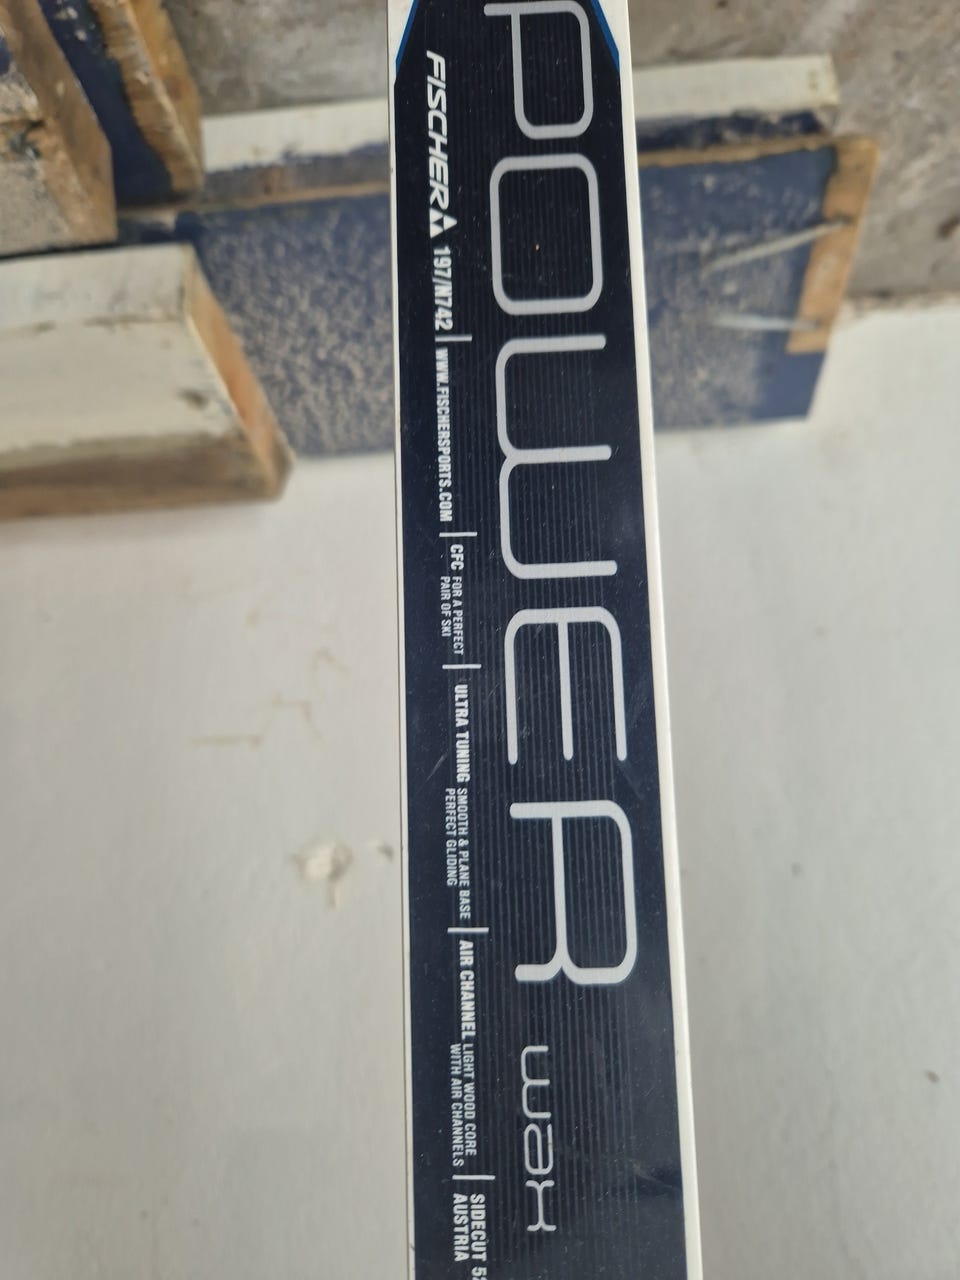 POWER wax
FISCHER 197/N742 | WWW.FISCHERSPORTS.COM | CFC FOR A PERFECT
PAIR OF SKI | ULTRA TUNING SMOOTH & PLANE BASE
PERFECT GLIDING | AIR CHANNEL LIGHT WOOD CORE
WITH AIR CHANNELS | SIDECUT
AUSTRIA